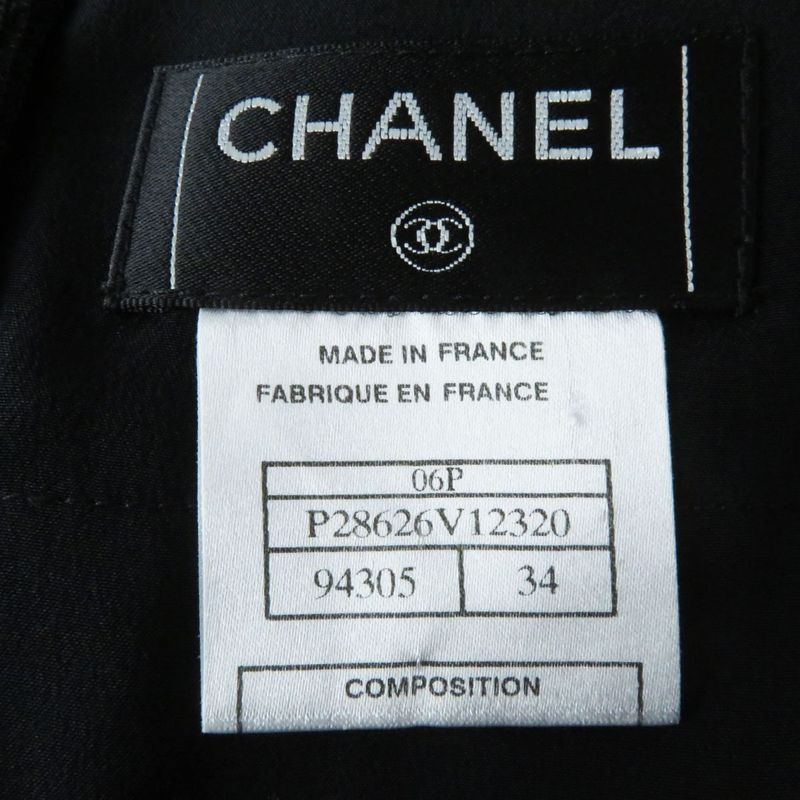 CHANEL
MADE IN FRANCE
FABRIQUE EN FRANCE
06P
P28626V12320
94305 34
COMPOSITION